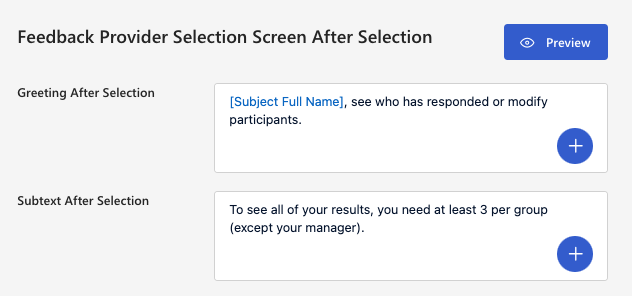 Feedback Provider Selection Screen After Selection
Preview
Greeting After Selection
[Subject Full Name], see who has responded or modify
participants.
Subtext After Selection
To see all of your results, you need at least 3 per group
(except your manager).